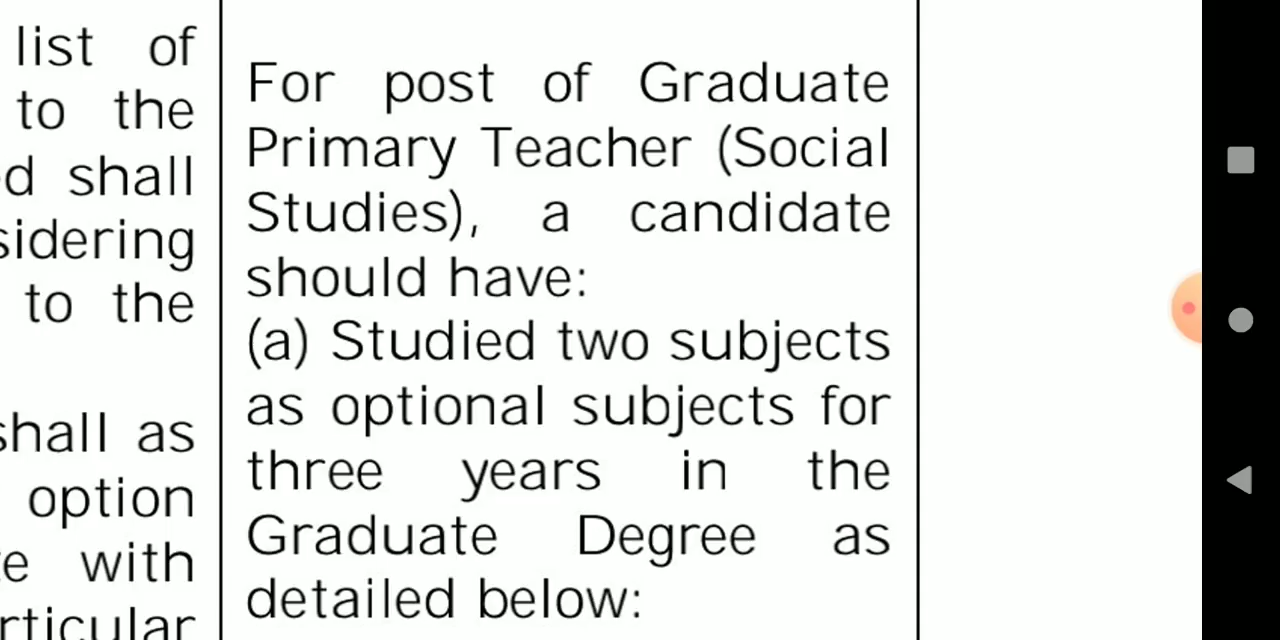 list of
to the
shall
to the
shall as
option
with
For post of Graduate
Primary Teacher (Social
Studies), a candidate
should have:
(a) Studied two subjects
as optional subjects for
three years in the
Graduate Degree as
detailed below: